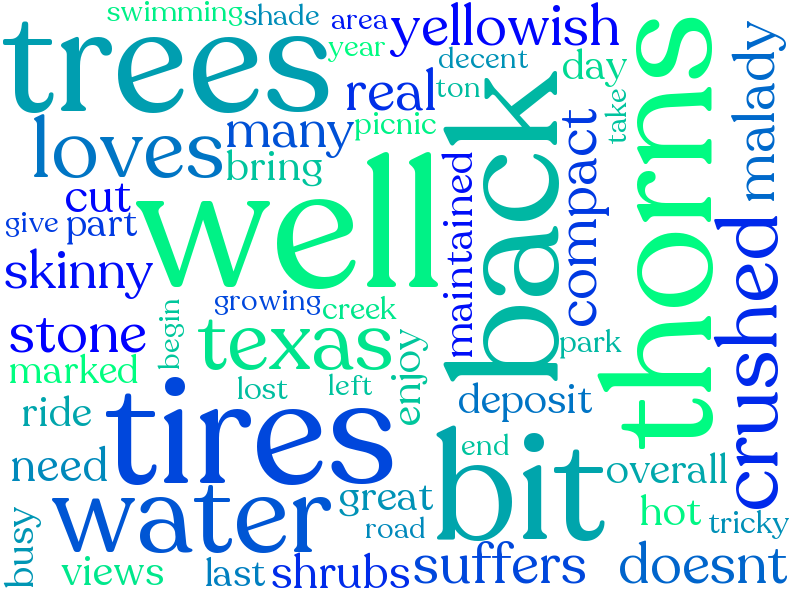 swimming
shade
area
yellowish
trees
year
decent
day
thorns
malady
real
ton
back
take
loves
many
picnic
compact
bring
cut
well
maintained
give
part
skinny
growing
creek
crushed
stone
begin
texas
enjoy
park
marked
lost
left
deposit
ride
tires
bit
end
overall
need
water
great
hot
road
tricky
busy
views
last
shrubs
suffers
doesnt